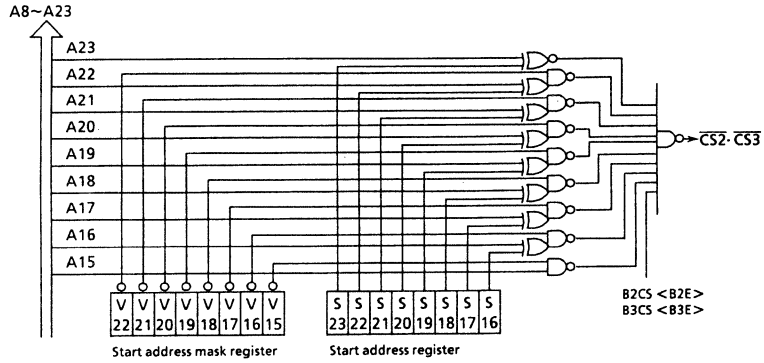 A8~A23
A23
A22
A21
A20
A19
A18
A17
A16
A15
CS2· CS3
V V V V V V V V
22 21 20 19 18 17 16 15
S S S S S S S S
23 22 21 20 19 18 17 16
B2CS <B2E>
B3CS <B3E>
Start address mask register
Start address register